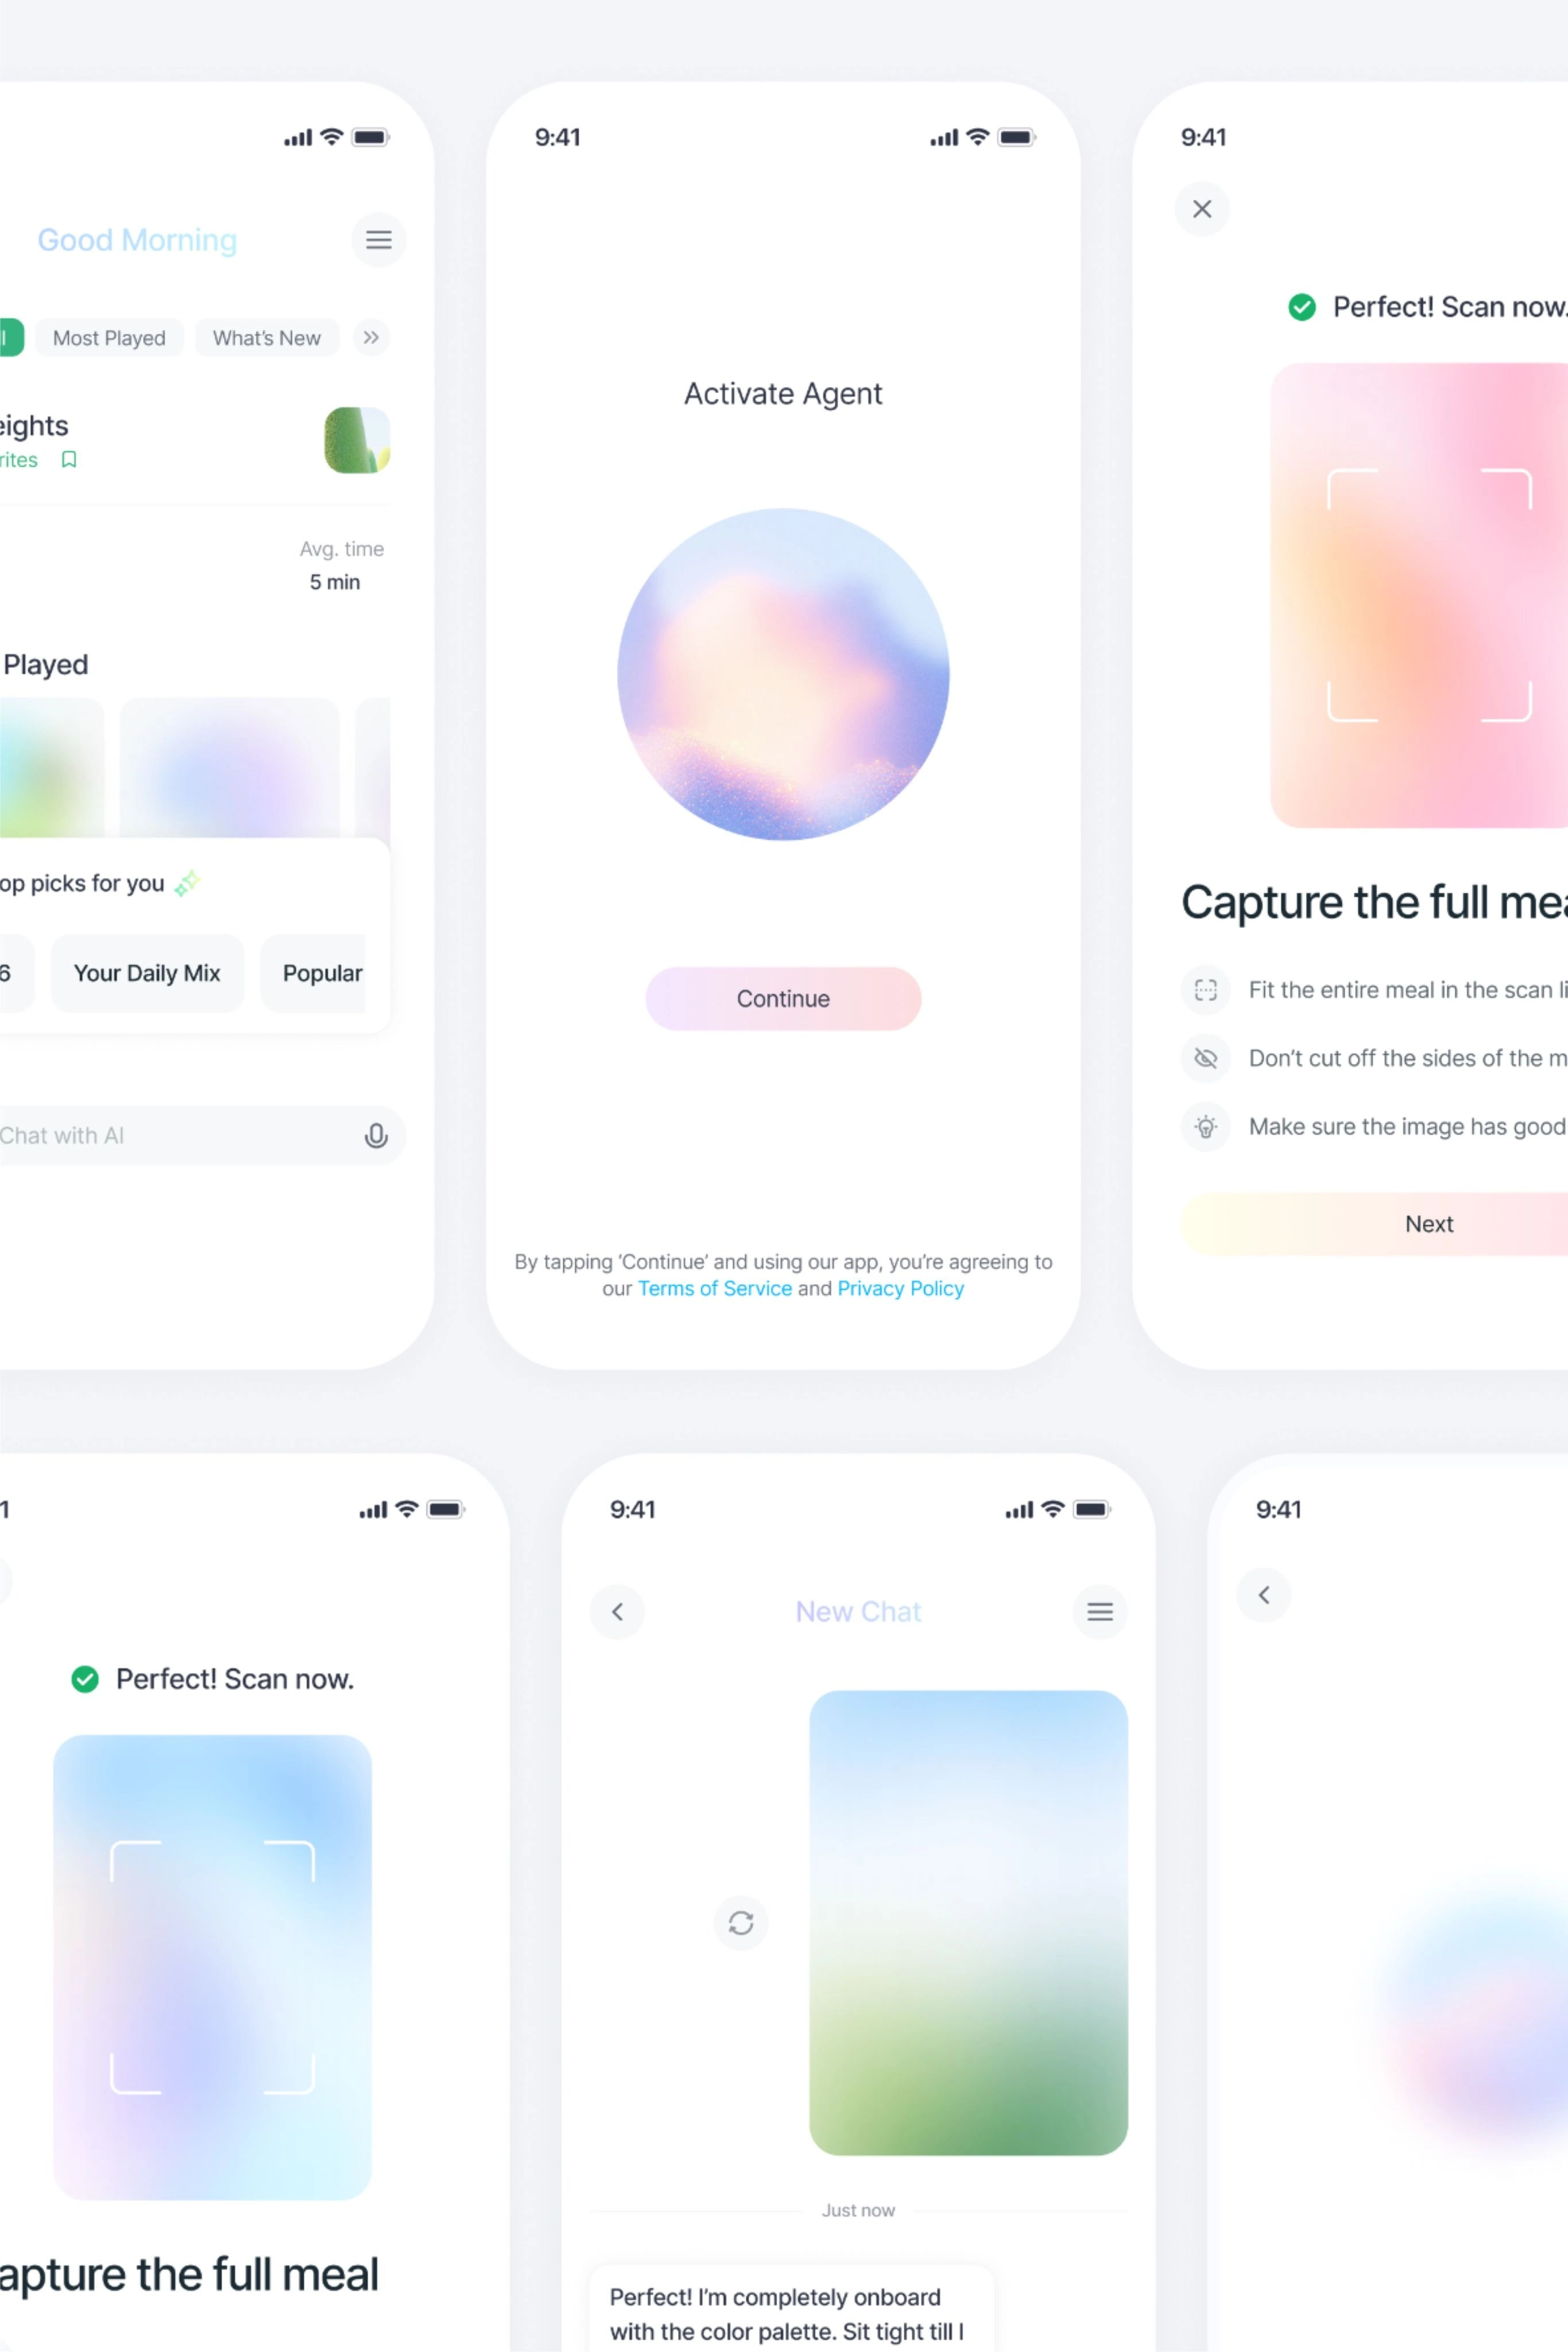 Good Morning
Most Played
What's New
eights
rites
Avg. time
5 min
Played
op picks for you
6
Your Daily Mix
Popular
Chat with AI
9:41
Activate Agent
Continue
By tapping ‘Continue’ and using our app, you’re agreeing to
our Terms of Service and Privacy Policy
9:41
Perfect! Scan now.
Capture the full mea
Fit the entire meal in the scan li
Don’t cut off the sides of the m
Make sure the image has good
Next
1
Perfect! Scan now.
apture the full meal
9:41
New Chat
Just now
Perfect! I’m completely onboard
with the color palette. Sit tight till I
9:41